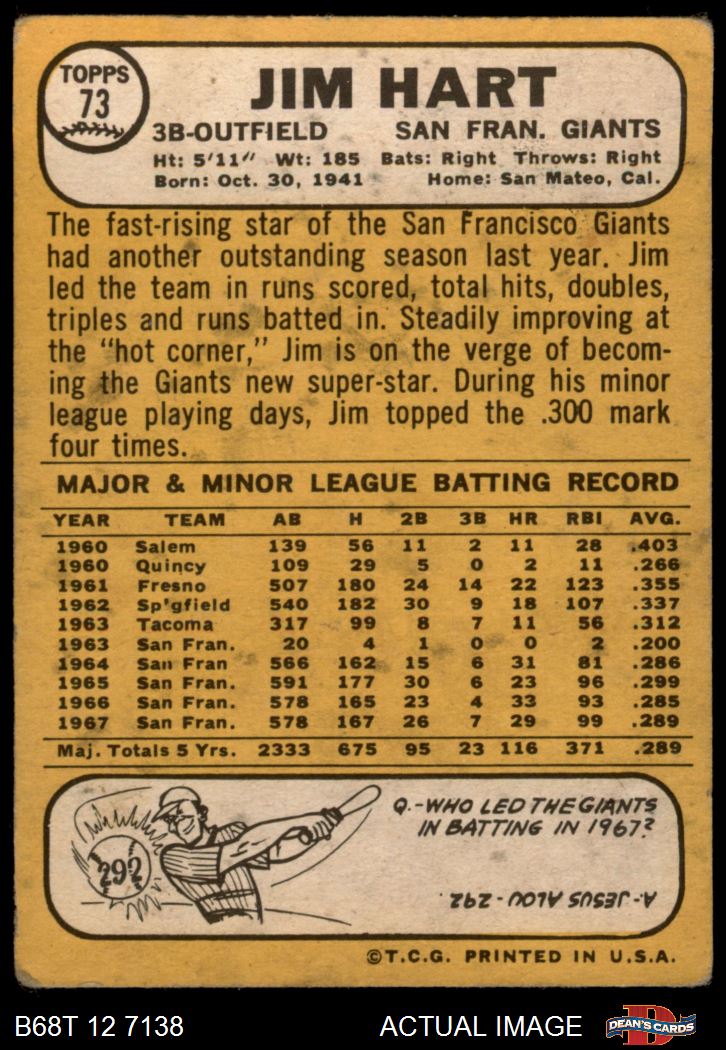 TOPPS
73
JIM HART
3B-OUTFIELD SAN FRAN. GIANTS
Ht: 5'11" Wt: 185 Bats: Right Throws: Right
Born: Oct. 30, 1941 Home: San Mateo, Cal.
The fast-rising star of the San Francisco Giants
had another outstanding season last year. Jim
led the team in runs scored, total hits, doubles,
triples and runs batted in. Steadily improving at
the "hot corner," Jim is on the verge of becom-
ing the Giants new super-star. During his minor
league playing days, Jim topped the .300 mark
four times.
MAJOR & MINOR LEAGUE BATTING RECORD
YEAR TEAM AB H 2B 3B HR RBI AVG.
1960 Salem 139 56 11 2 11 28 .403
1960 Quincy 109 29 5 0 2 11 .266
1961 Fresno 507 180 24 14 22 123 .355
1962 Sp'gfield 540 182 30 9 18 107 .337
1963 Tacoma 317 99 8 7 11 56 .312
1963 San Fran. 20 4 1 0 0 2 .200
1964 San Fran 566 162 15 6 31 81 .286
1965 San Fran. 591 177 30 6 23 96 .299
1966 San Fran. 578 165 23 4 33 93 .285
1967 San Fran. 578 167 26 7 29 99 .289
Maj. Totals 5 Yrs. 2333 675 95 23 116 371 .289
Q.-WHO LED THE GIANTS
IN BATTING IN 1967?
292
A-JESUS ALOU-292.
©T.C.G. PRINTED IN U.S.A.
B68T 12 7138 ACTUAL IMAGE
D
DEAN'S CARDS